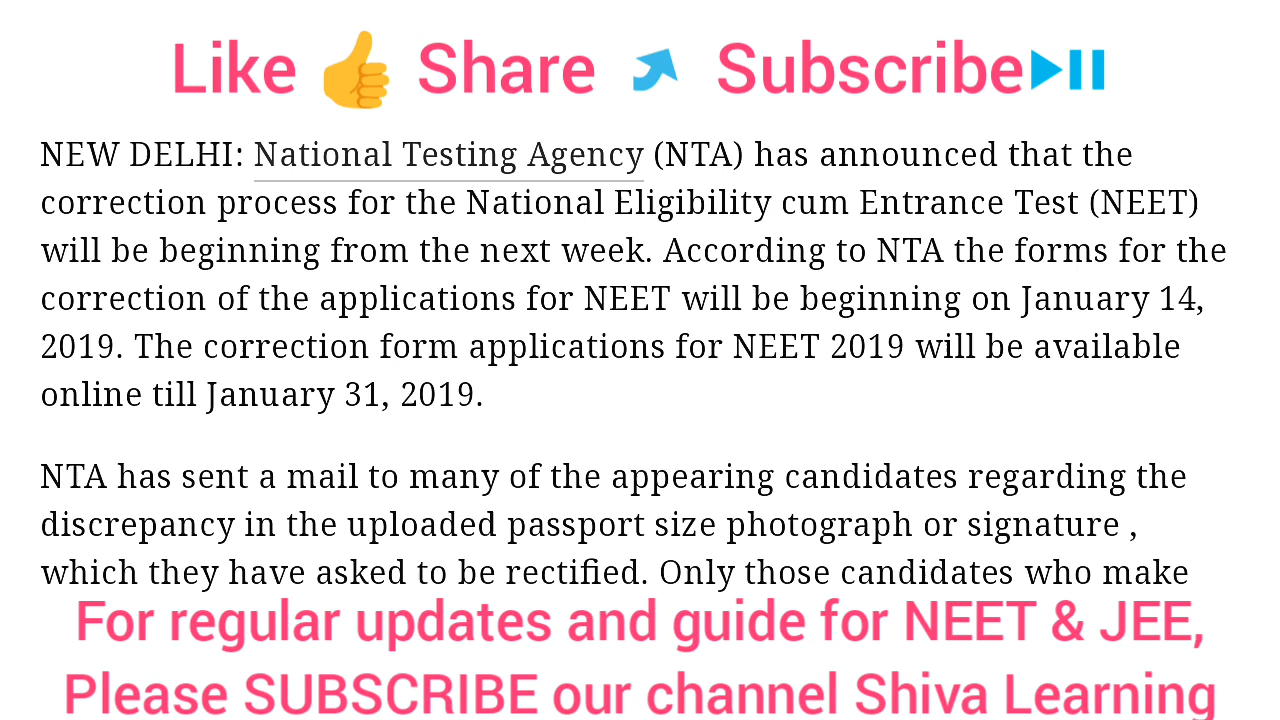 Like 👍 Share Subscribe
NEW DELHI: National Testing Agency (NTA) has announced that the
correction process for the National Eligibility cum Entrance Test (NEET)
will be beginning from the next week. According to NTA the forms for the
correction of the applications for NEET will be beginning on January 14,
2019. The correction form applications for NEET 2019 will be available
online till January 31, 2019.
NTA has sent a mail to many of the appearing candidates regarding the
discrepancy in the uploaded passport size photograph or signature ,
which they have asked to be rectified. Only those candidates who make
For regular updates and guide for NEET & JEE,
Please SUBSCRIBE our channel Shiva Learning